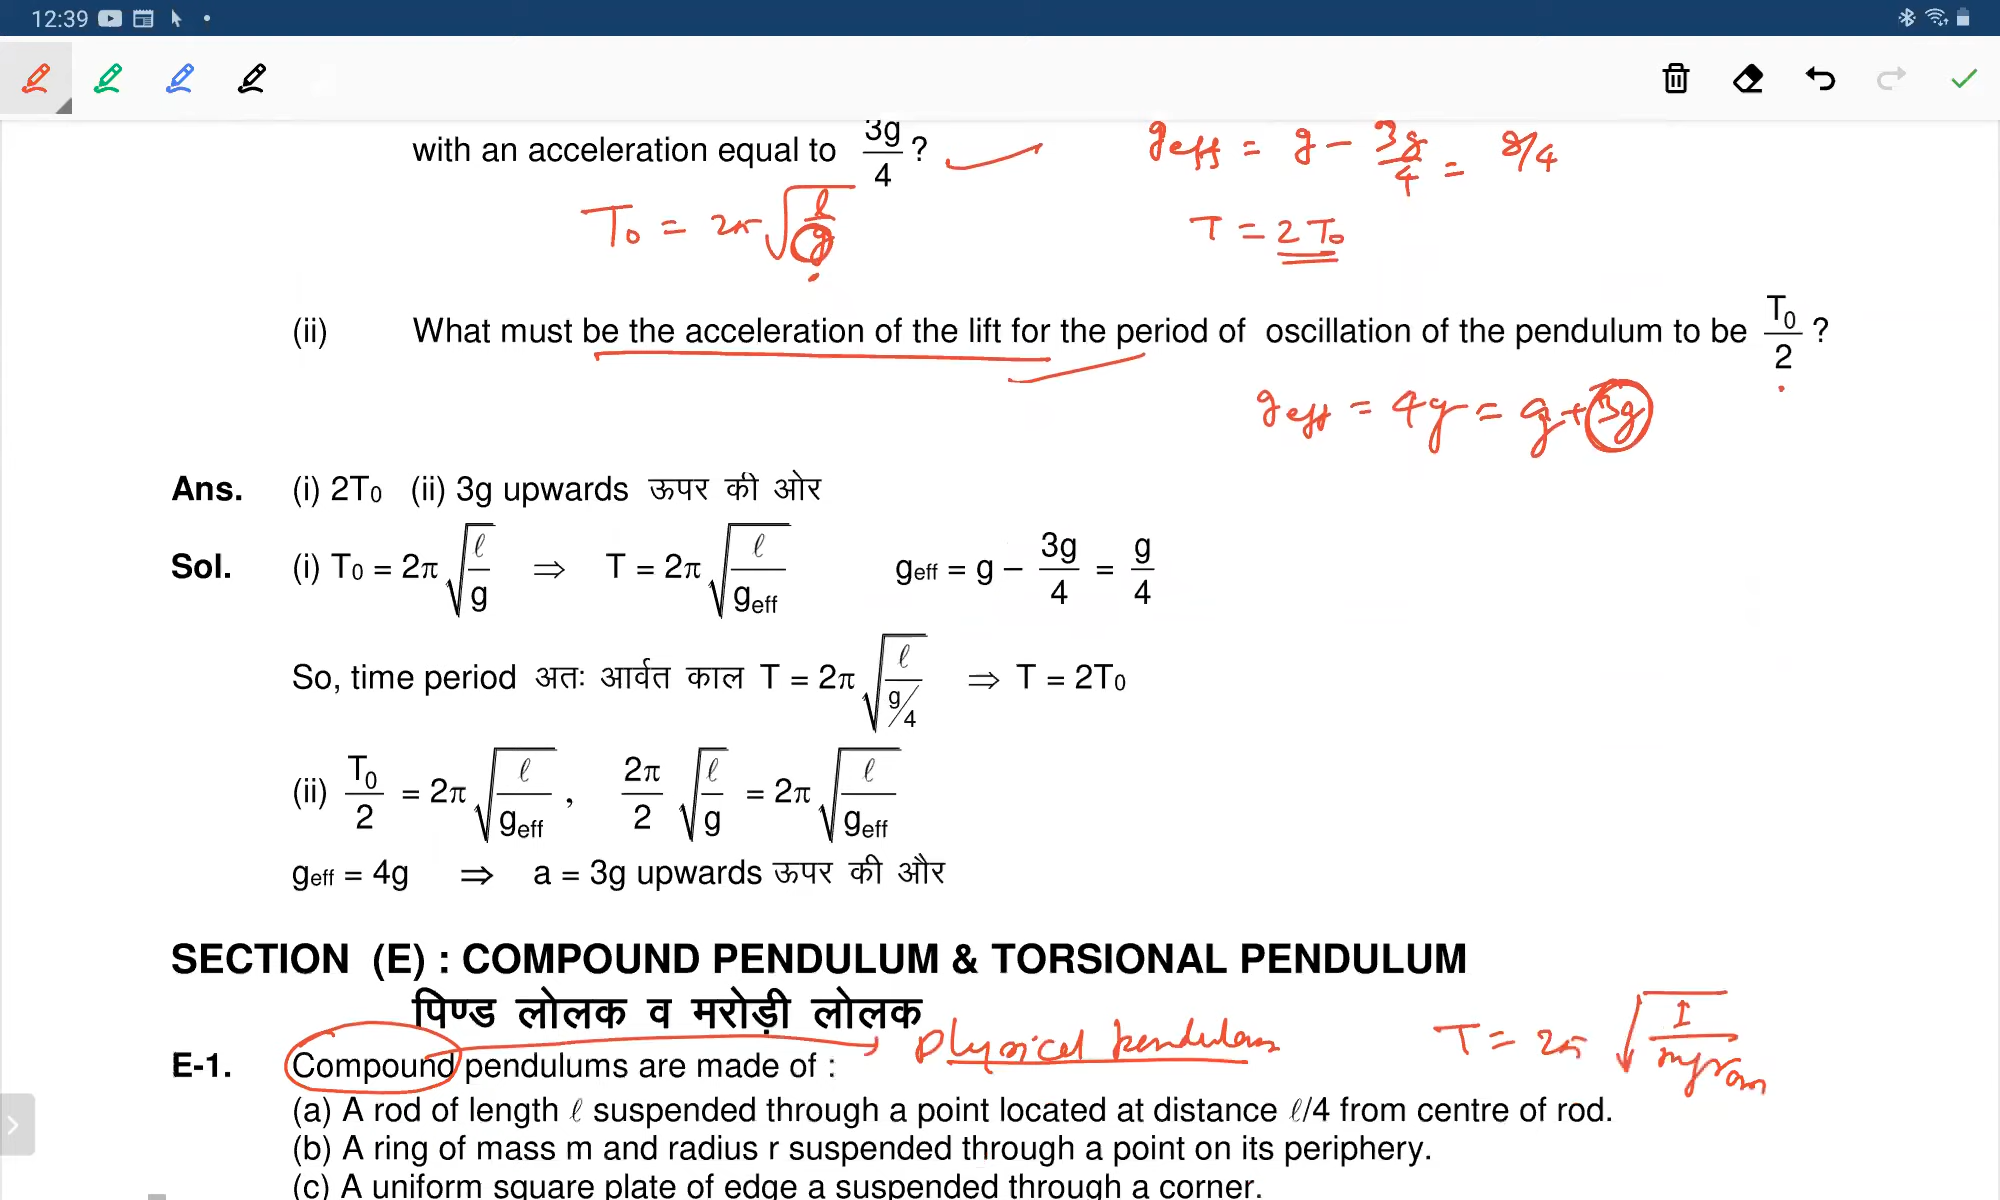 12:39
with an acceleration equal to 3g/4 ?
g eff = g - 3g/4 = g/4
T₀ = 2π√(l/g)
T = 2T₀
(ii) What must be the acceleration of the lift for the period of oscillation of the pendulum to be T₀/2 ?
g eff = 4g = g + 3g
Ans. (i) 2T₀ (ii) 3g upwards ऊपर की ओर
Sol. (i) T₀ = 2π√(ℓ/g) ⇒ T = 2π√(ℓ/geff) geff = g – 3g/4 = g/4
So, time period अतः आर्वत काल T = 2π√(ℓ/(g/4)) ⇒ T = 2T₀
(ii) T₀/2 = 2π√(ℓ/geff) , 2π/2 √(ℓ/g) = 2π√(ℓ/geff)
geff = 4g ⇒ a = 3g upwards ऊपर की और
SECTION (E) : COMPOUND PENDULUM & TORSIONAL PENDULUM
पिण्ड लोलक व मरोड़ी लोलक
Physical pendulum
T = 2π√(I/mg rcom)
E-1. Compound pendulums are made of :
(a) A rod of length ℓ suspended through a point located at distance ℓ/4 from centre of rod.
(b) A ring of mass m and radius r suspended through a point on its periphery.
(c) A uniform square plate of edge a suspended through a corner.